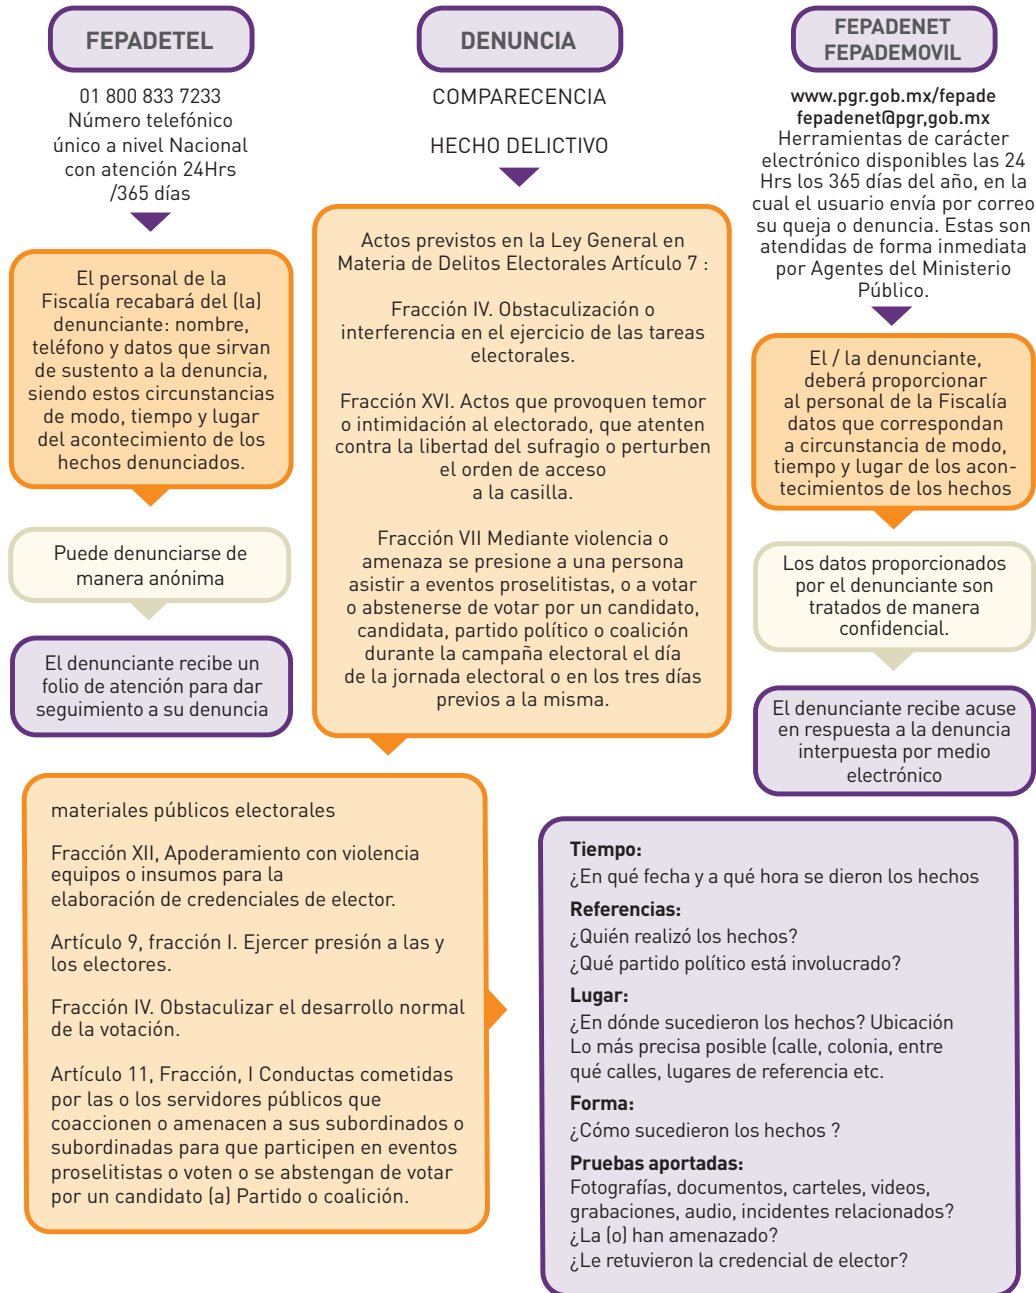 FEPADETEL
01 800 833 7233
Número telefónico
único a nivel Nacional
con atención 24Hrs
/365 días
El personal de la
Fiscalía recabará del (la)
denunciante: nombre,
teléfono y datos que sirvan
de sustento a la denuncia,
siendo estos circunstancias
de modo, tiempo y lugar
del acontecimiento de los
hechos denunciados.
Puede denunciarse de
manera anónima
El denunciante recibe un
folio de atención para dar
seguimiento a su denuncia
DENUNCIA
COMPARECENCIA
HECHO DELICTIVO
Actos previstos en la Ley General en
Materia de Delitos Electorales Artículo 7 :
Fracción IV. Obstaculización o
interferencia en el ejercicio de las tareas
electorales.
Fracción XVI. Actos que provoquen temor
o intimidación al electorado, que atenten
contra la libertad del sufragio o perturben
el orden de acceso
a la casilla.
Fracción VII Mediante violencia o
amenaza se presione a una persona
asistir a eventos proselitistas, o a votar
o abstenerse de votar por un candidato,
candidata, partido político o coalición
durante la campaña electoral el día
de la jornada electoral o en los tres días
previos a la misma.
FEPADENET
FEPADEMOVIL
www.pgr.gob.mx/fepade
fepadenet@pgr,gob.mx
Herramientas de carácter
electrónico disponibles las 24
Hrs los 365 días del año, en la
cual el usuario envía por correo
su queja o denuncia. Estas son
atendidas de forma inmediata
por Agentes del Ministerio
Público.
El / la denunciante,
deberá proporcionar
al personal de la Fiscalía
datos que correspondan
a circunstancia de modo,
tiempo y lugar de los acon-
tecimientos de los hechos
Los datos proporcionados
por el denunciante son
tratados de manera
confidencial.
El denunciante recibe acuse
en respuesta a la denuncia
interpuesta por medio
electrónico
materiales públicos electorales
Fracción XII, Apoderamiento con violencia
equipos o insumos para la
elaboración de credenciales de elector.
Artículo 9, fracción I. Ejercer presión a las y
los electores.
Fracción IV. Obstaculizar el desarrollo normal
de la votación.
Artículo 11, Fracción, I Conductas cometidas
por las o los servidores públicos que
coaccionen o amenacen a sus subordinados o
subordinadas para que participen en eventos
proselitistas o voten o se abstengan de votar
por un candidato (a) Partido o coalición.
Tiempo:
¿En qué fecha y a qué hora se dieron los hechos
Referencias:
¿Quién realizó los hechos?
¿Qué partido político está involucrado?
Lugar:
¿En dónde sucedieron los hechos? Ubicación
Lo más precisa posible (calle, colonia, entre
qué calles, lugares de referencia etc.
Forma:
¿Cómo sucedieron los hechos ?
Pruebas aportadas:
Fotografías, documentos, carteles, videos,
grabaciones, audio, incidentes relacionados?
¿La (o) han amenazado?
¿Le retuvieron la credencial de elector?